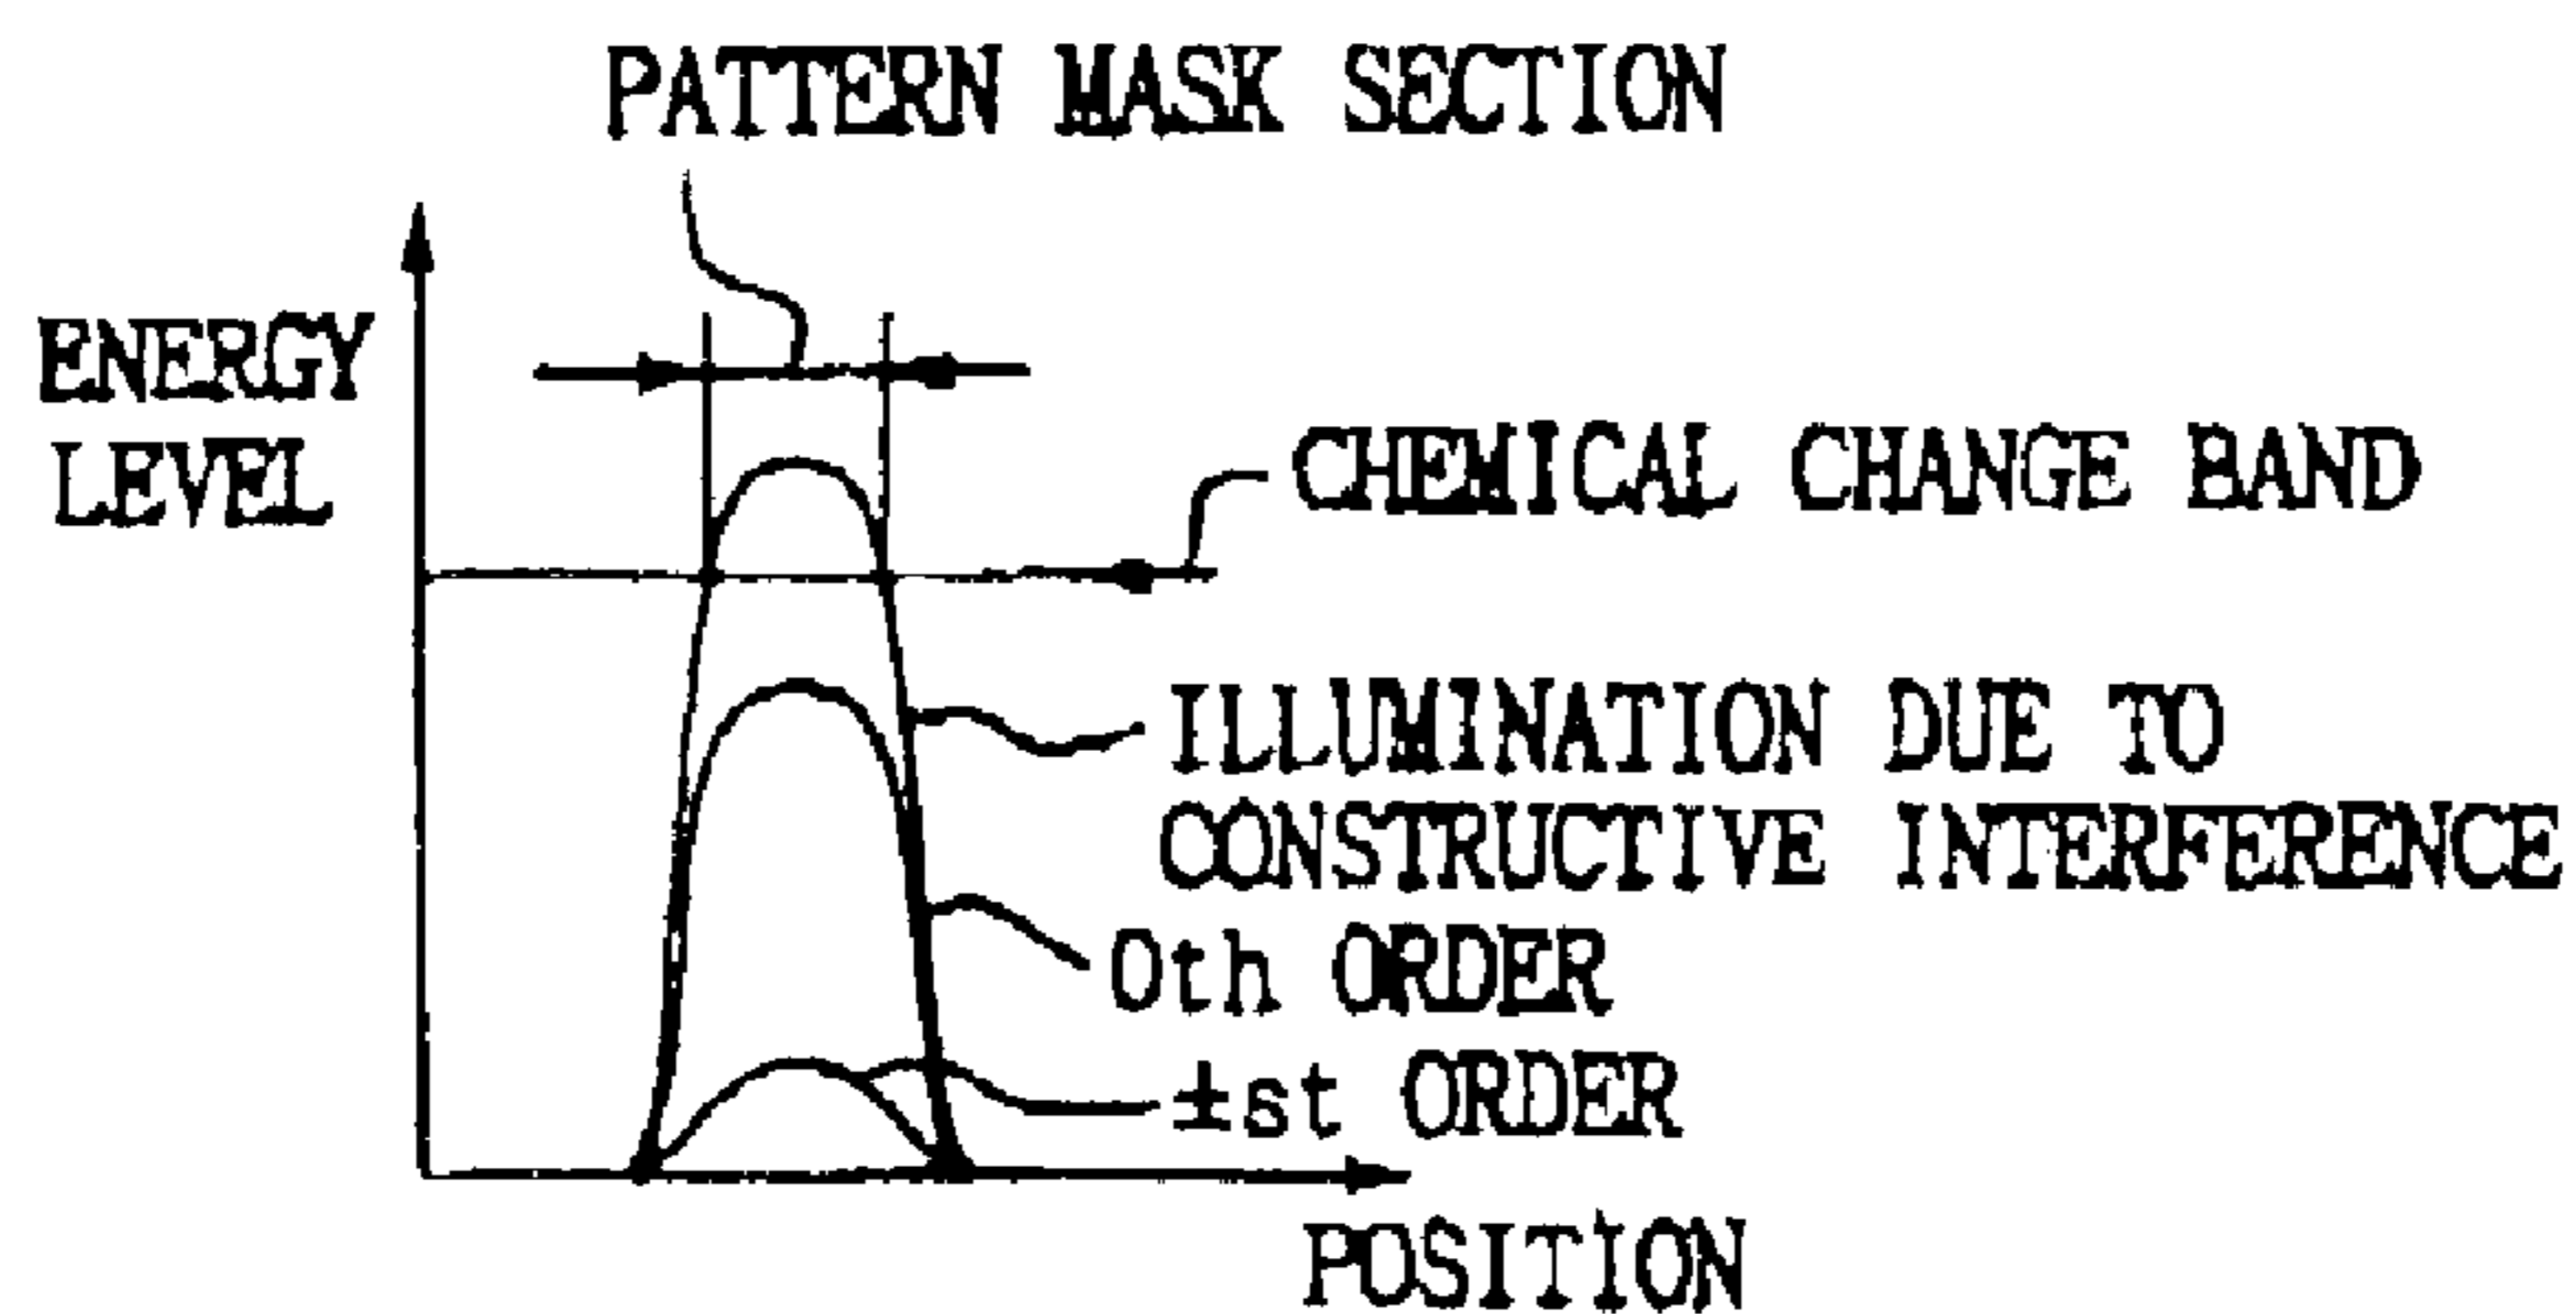 PATTERN MASK SECTION
ENERGY
LEVEL
CHEMICAL CHANGE BAND
ILLUMINATION DUE TO
CONSTRUCTIVE INTERFERENCE
0th ORDER
±st ORDER
POSITION